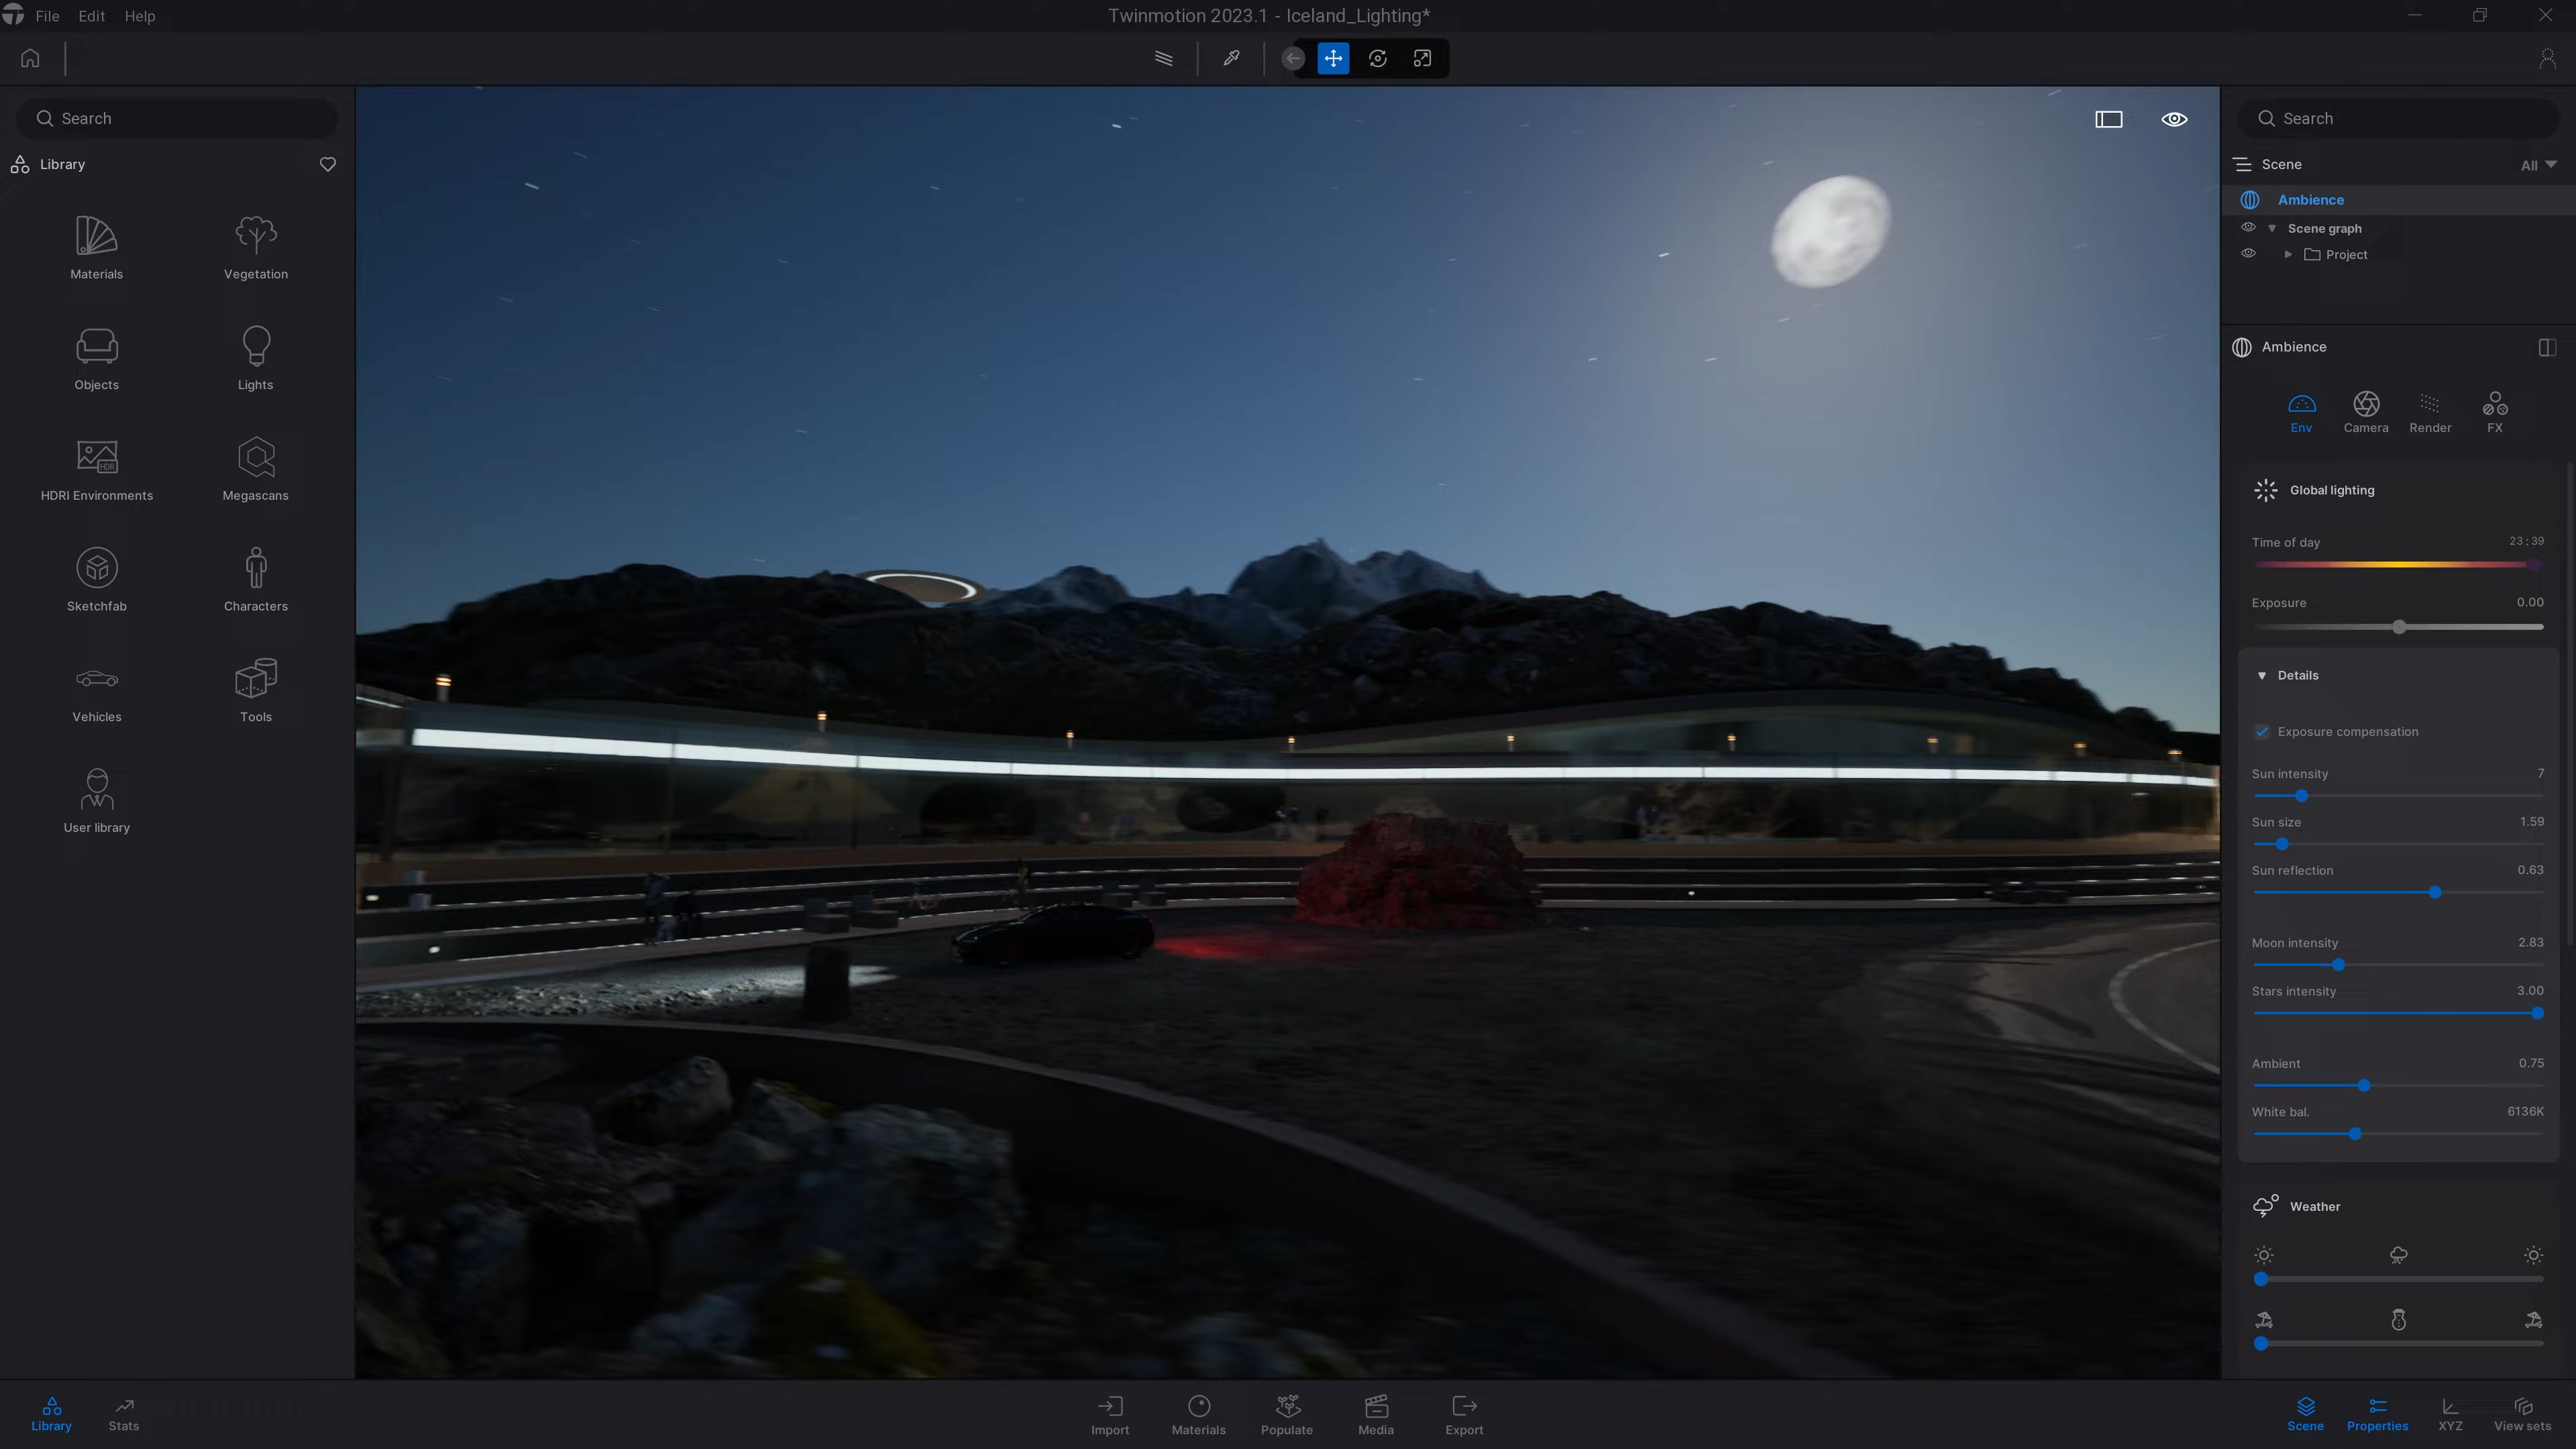 File Edit Help
Twinmotion 2023.1 - Iceland_Lighting*
Search
Library
Materials
Vegetation
Objects
Lights
HDR
HDRI Environments
Megascans
Sketchfab
Characters
Vehicles
Tools
User library
Search
Scene
All
Ambience
Scene graph
Project
Ambience
Env
Camera
Render
FX
Global lighting
Time of day 23:39
Exposure 0.00
Details
Exposure compensation
Sun intensity 7
Sun size 1.59
Sun reflection 0.63
Moon intensity 2.83
Stars intensity 3.00
Ambient 0.75
White bal. 6136K
Weather
Library
Stats
Import
Materials
Populate
Media
Export
Scene
Properties
XYZ
View sets